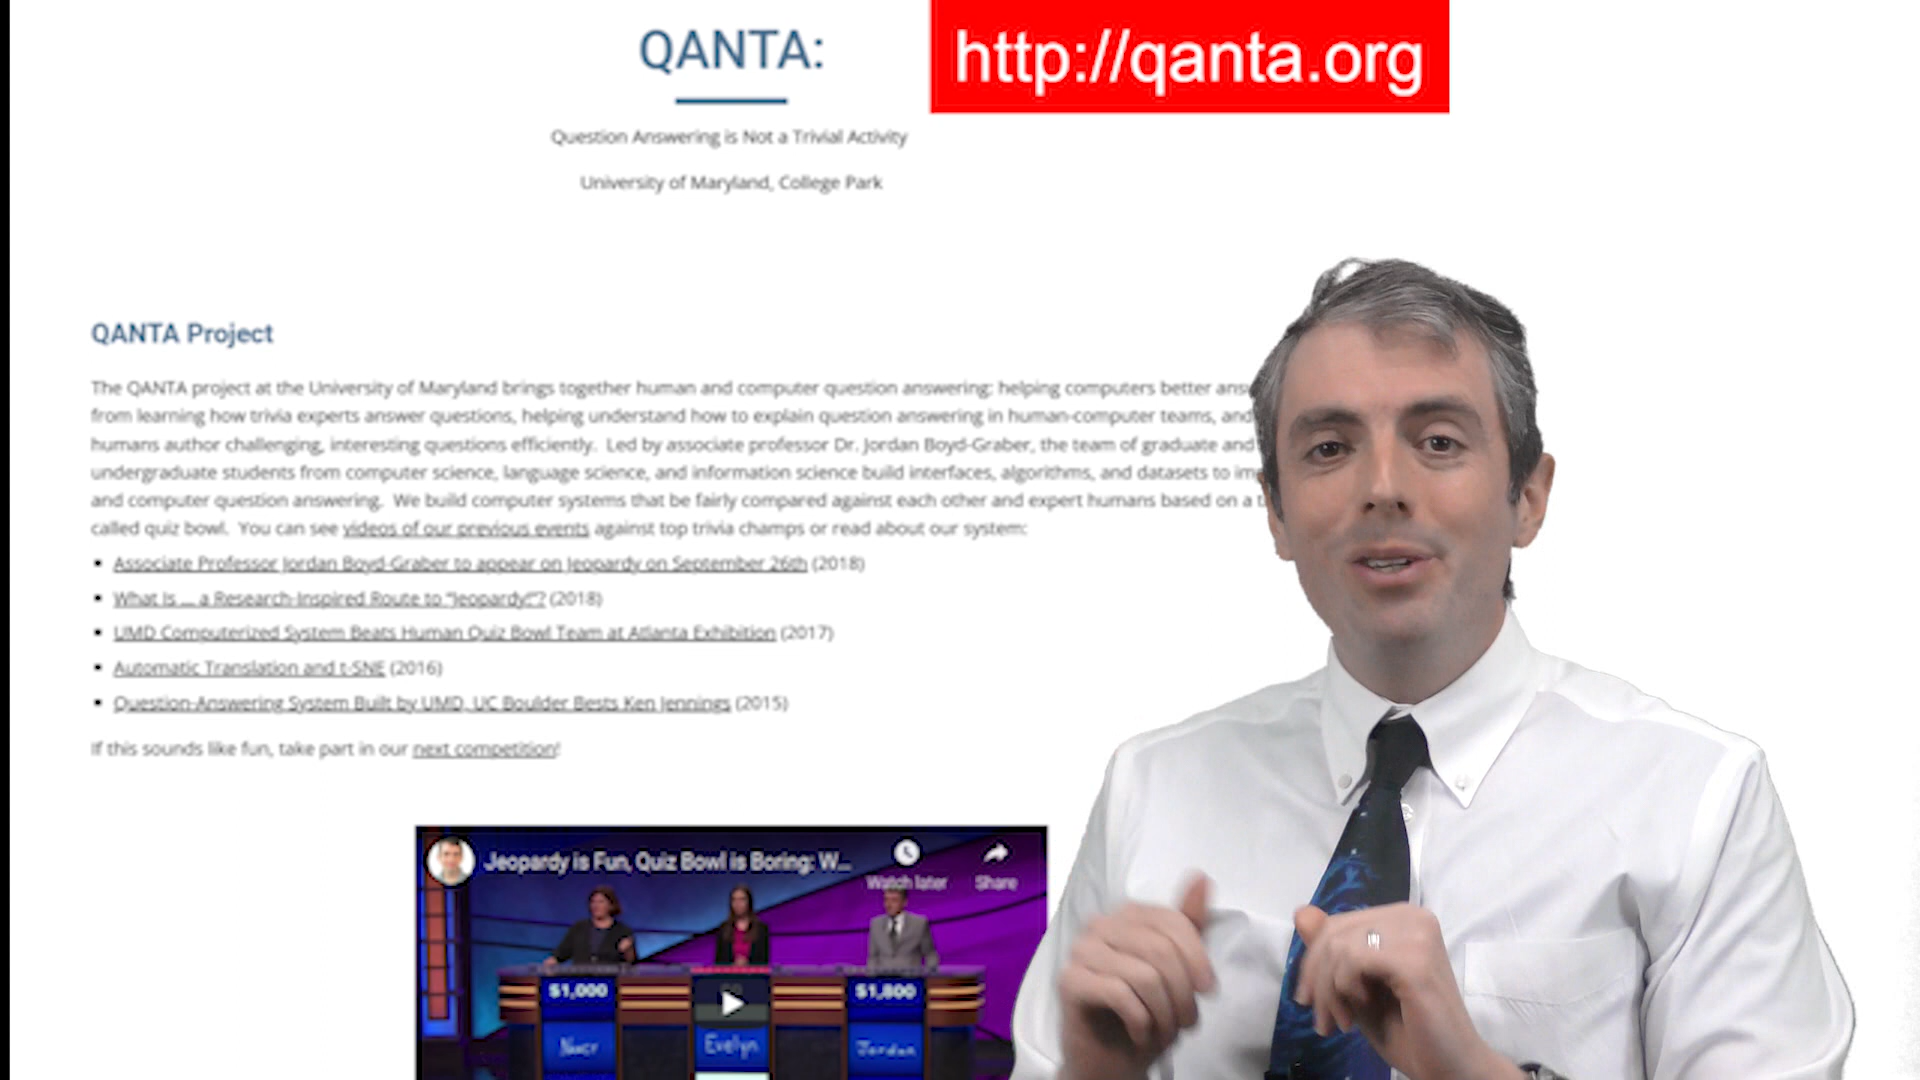 QANTA:
http://qanta.org
Question Answering is Not a Trivial Activity
University of Maryland, College Park
QANTA Project
The QANTA project at the University of Maryland brings together human and computer question answering: helping computers better
from learning how trivia experts answer questions, helping understand how to explain question answering in human-computer teams, and
humans author challenging, interesting questions efficiently. Led by associate professor Dr. Jordan Boyd-Graber, the team of graduate and
undergraduate students from computer science, language science, and information science build interfaces, algorithms, and datasets to
and computer question answering. We build computer systems that be fairly compared against each other and expert humans based on a
called quiz bowl. You can see videos of our previous events against top trivia champs or read about our system:
Associate Professor Jordan Boyd-Graber to appear on Jeopardy on September 26th (2018)
What Is ... a Research-Inspired Route to "Jeopardy!"? (2018)
UMD Computerized System Beats Human Quiz Bowl Team at Atlanta Exhibition (2017)
Automatic Translation and t-SNE (2016)
Question-Answering System Built by UMD, UC Boulder Bests Ken Jennings (2015)
If this sounds like fun, take part in our next competition!
Jeopardy is Fun, Quiz Bowl is Boring: W...
Watch later
Share
$1,000
$1,800
Nancy
Evelyn
Jordan